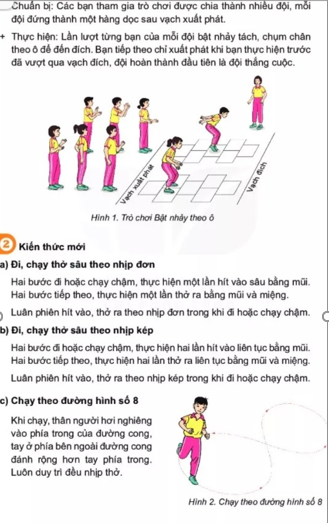 Chuẩn bị: Các bạn tham gia trò chơi được chia thành nhiều đội, mỗi
đội đứng thành một hàng dọc sau vạch xuất phát.
+ Thực hiện: Lần lượt từng bạn của mỗi đội bật nhảy tách, chụm chân
theo ô để đến đích. Bạn tiếp theo chỉ xuất phát khi bạn thực hiện trước
đã vượt qua vạch đích, đội hoàn thành đầu tiên là đội thắng cuộc.
Vạch xuất phát
Vạch đích
Hình 1. Trò chơi Bật nhảy theo ô
2 Kiến thức mới
a) Đi, chạy thở sâu theo nhịp đơn
Hai bước đi hoặc chạy chậm, thực hiện một lần hít vào sâu bằng mũi.
Hai bước tiếp theo, thực hiện một lần thở ra bằng mũi và miệng.
Luân phiên hít vào, thở ra theo nhịp đơn trong khi đi hoặc chạy chậm.
b) Đi, chạy thở sâu theo nhịp kép
Hai bước đi hoặc chạy chậm, thực hiện hai lần hít vào liên tục bằng mũi.
Hai bước tiếp theo, thực hiện hai lần thở ra liên tục bằng mũi và miệng.
Luân phiên hít vào, thở ra theo nhịp kép trong khi đi hoặc chạy chậm.
c) Chạy theo đường hình số 8
Khi chạy, thân người hơi nghiêng
vào phía trong của đường cong,
tay ở phía bên ngoài đường cong
đánh rộng hơn tay phía trong.
Luôn duy trì đều nhịp thở.
Hình 2. Chạy theo đường hình số 8